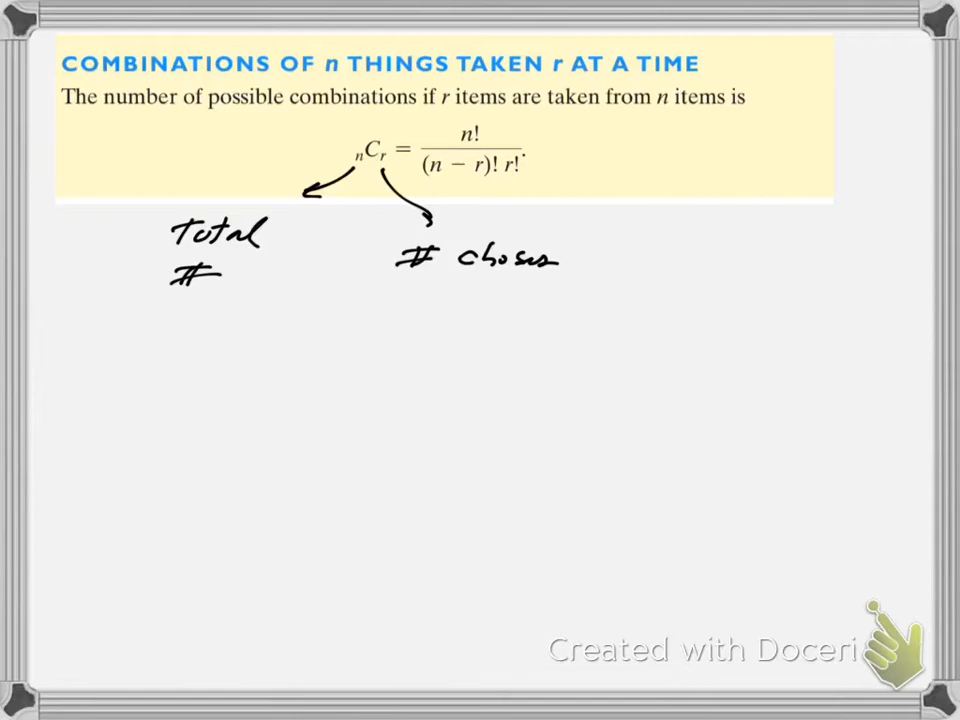 COMBINATIONS OF n THINGS TAKEN r AT A TIME
The number of possible combinations if r items are taken from n items is
nCr = n! / (n − r)! r!.
Total
#
# chosen
Created with Doceri